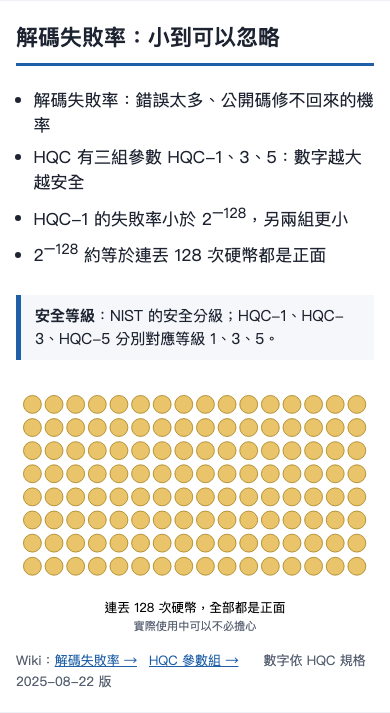 解碼失敗率：小到可以忽略
• 解碼失敗率：錯誤太多、公開碼修不回來的機
率
• HQC 有三組參數 HQC-1、3、5：數字越大
越安全
• HQC-1 的失敗率小於 2⁻¹²⁸，另兩組更小
• 2⁻¹²⁸ 約等於連丟 128 次硬幣都是正面
安全等級：NIST 的安全分級；HQC-1、HQC-
3、HQC-5 分別對應等級 1、3、5。
連丟 128 次硬幣，全部都是正面
實際使用中可以不必擔心
Wiki：解碼失敗率 → HQC 參數組 → 數字依 HQC 規格
2025-08-22 版